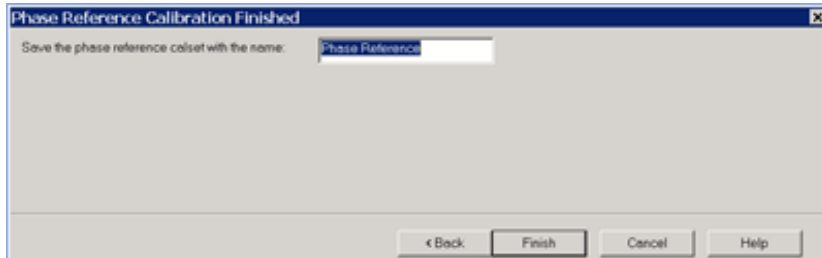 Phase Reference Calibration Finished
Save the phase reference calset with the name: Phase Reference
< Back Finish Cancel Help